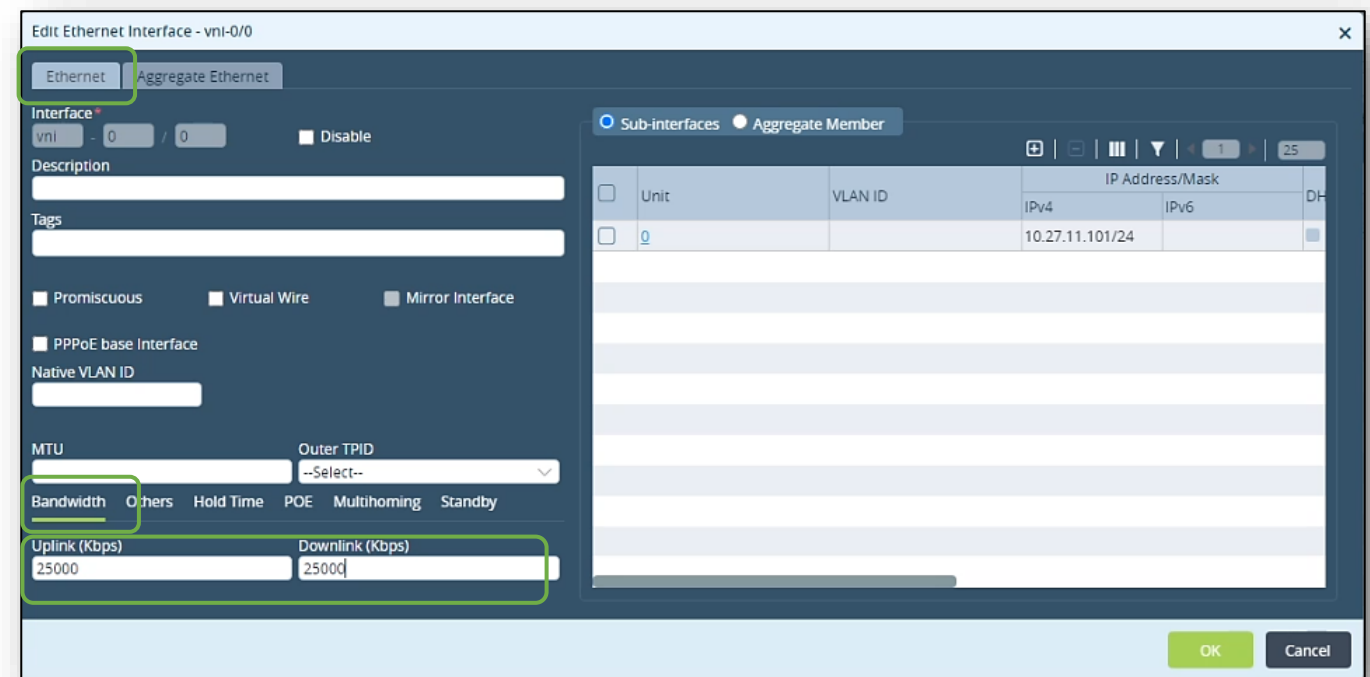 Edit Ethernet Interface - vni-0/0
Ethernet Aggregate Ethernet
Interface*
vni - 0 / 0 Disable
Description
Tags
Promiscuous Virtual Wire Mirror Interface
PPPoE base Interface
Native VLAN ID
MTU Outer TPID
--Select--
Bandwidth Others Hold Time POE Multihoming Standby
Uplink (Kbps) Downlink (Kbps)
25000 25000
Sub-interfaces Aggregate Member
1 25
Unit VLAN ID IP Address/Mask DH
IPv4 IPv6
0 10.27.11.101/24
OK Cancel